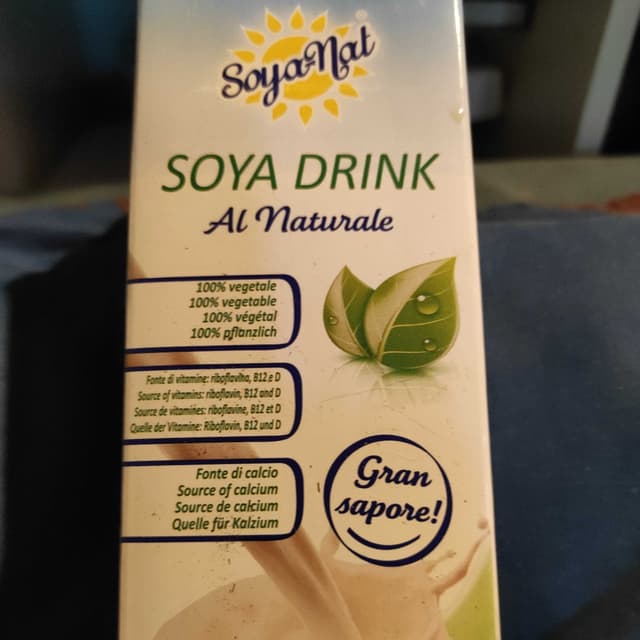 Soya-Nat
SOYA DRINK
Al Naturale
100% vegetale
100% vegetable
100% végétal
100% pflanzlich
Fonte di vitamine: riboflavina, B12 e D
Source of vitamins: riboflavin, B12 and D
Source de vitamines: riboflavine, B12 et D
Quelle der Vitamine: Riboflavin, B12 und D
Fonte di calcio
Source of calcium
Source de calcium
Quelle für Kalzium
Gran
sapore!